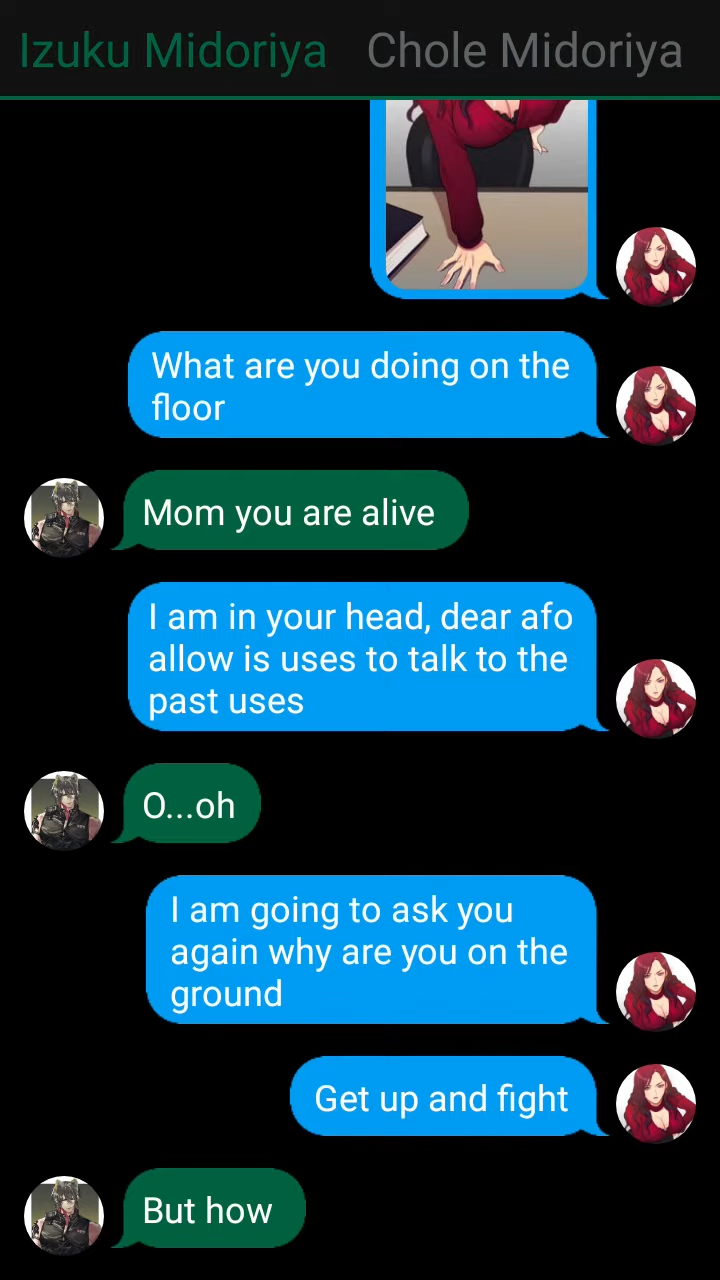 Izuku Midoriya Chole Midoriya
What are you doing on the
floor
Mom you are alive
I am in your head, dear afo
allow is uses to talk to the
past uses
O...oh
I am going to ask you
again why are you on the
ground
Get up and fight
But how